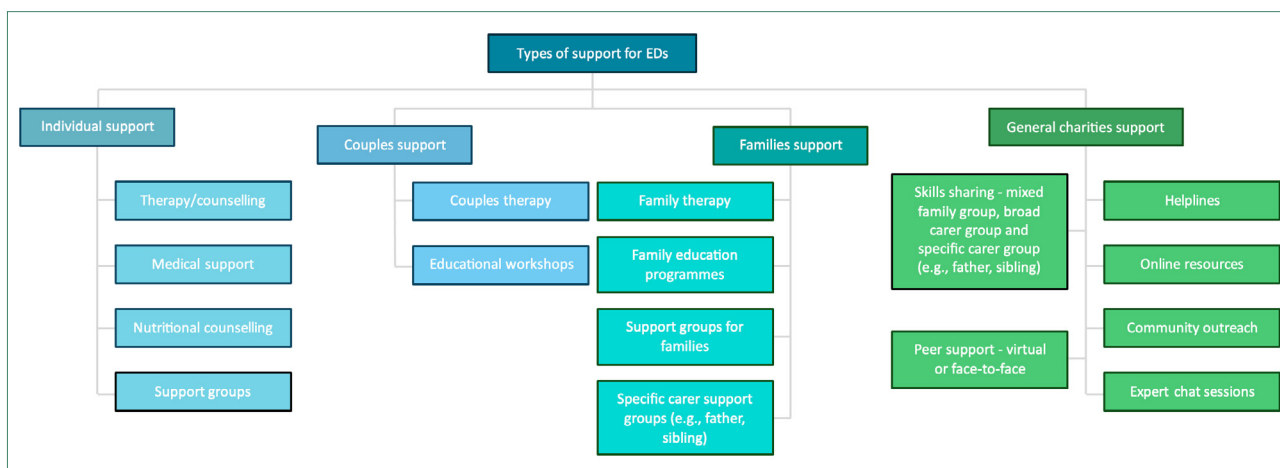 Types of support for EDs
Individual support
Therapy/counselling
Medical support
Nutritional counselling
Support groups
Couples support
Couples therapy
Educational workshops
Families support
Family therapy
Family education
programmes
Support groups for
families
Specific carer support
groups (e.g., father,
sibling)
General charities support
Skills sharing - mixed
family group, broad
carer group and
specific carer group
(e.g., father, sibling)
Peer support - virtual
or face-to-face
Helplines
Online resources
Community outreach
Expert chat sessions